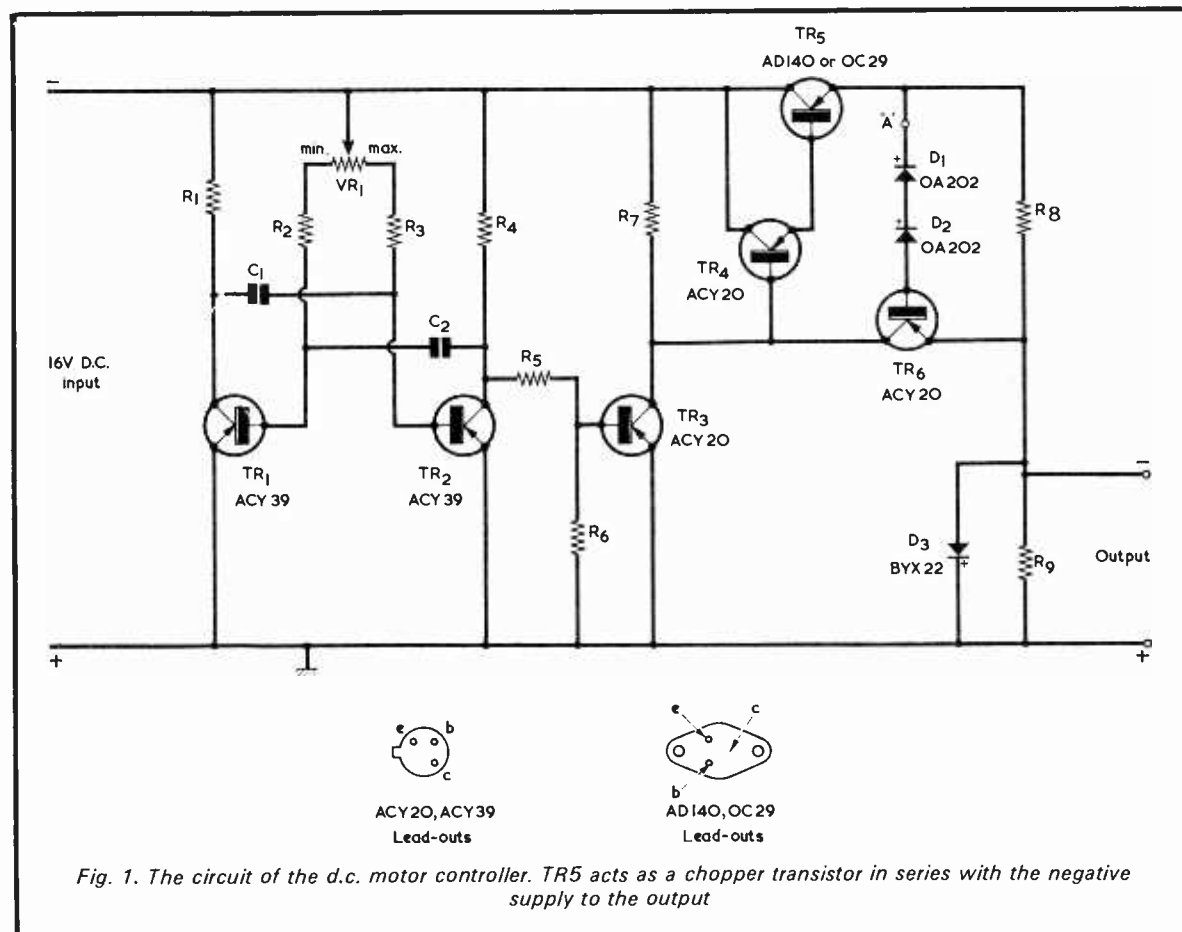 TR5
AD140 or OC29
−
min.
max.
VR1
"A"
D1
OA202
R1
R2
R3
R4
R7
D2
OA202
R8
TR4
ACY20
C1
C2
16V D.C.
input
R5
TR6
ACY20
TR3
ACY20
TR1
ACY39
TR2
ACY39
−
R6
D3
BYX22
R9
Output
+
+
e
b
c
e
c
b
ACY20, ACY39
Lead-outs
AD140, OC29
Lead-outs
Fig. 1. The circuit of the d.c. motor controller. TR5 acts as a chopper transistor in series with the negative
supply to the output